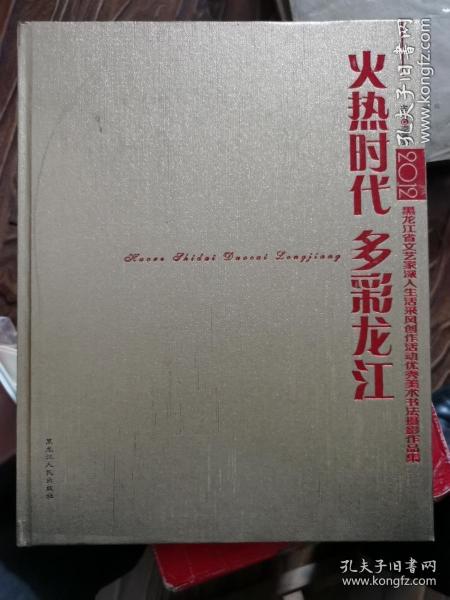 火热时代 多彩龙江
2013
黑龙江省文艺家深入生活采风创作活动优秀美术书法摄影作品集
Huore Shidai Duocai Longjiang
黑龙江人民出版社
孔夫子旧书网
www.kongfz.com
孔夫子旧书网
www.kongfz.com